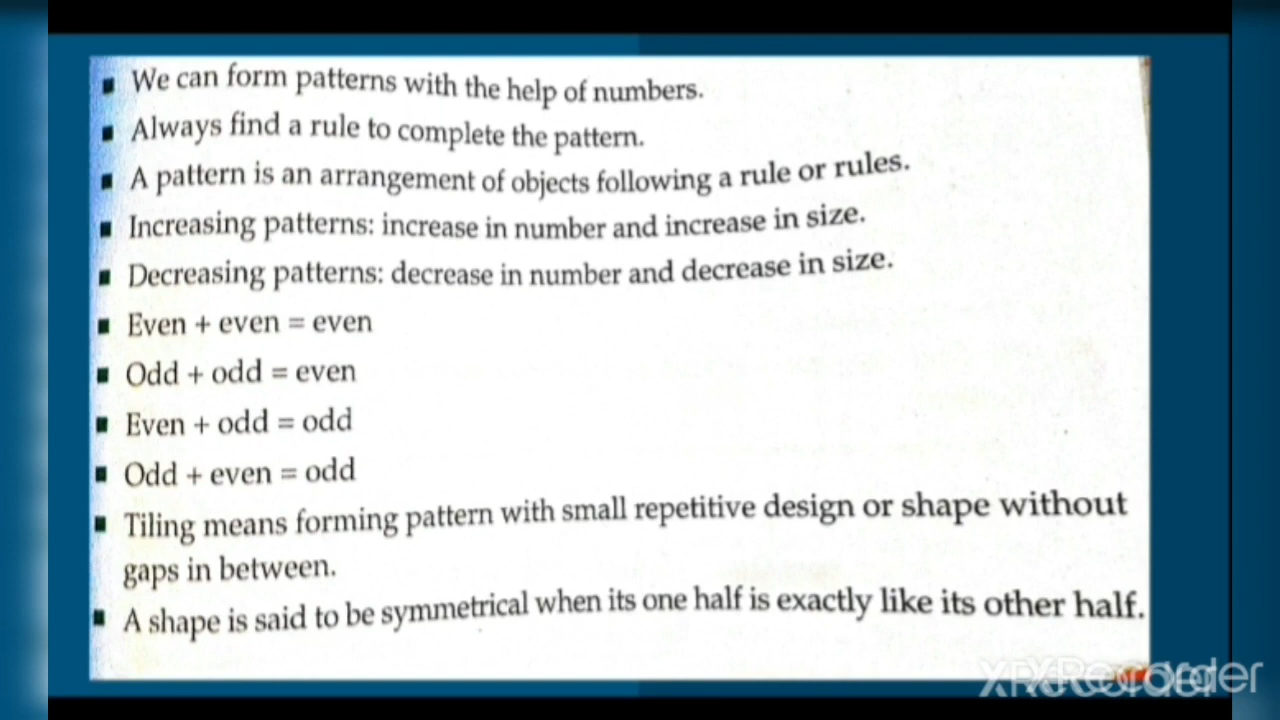 ▪ We can form patterns with the help of numbers.
▪ Always find a rule to complete the pattern.
▪ A pattern is an arrangement of objects following a rule or rules.
▪ Increasing patterns: increase in number and increase in size.
▪ Decreasing patterns: decrease in number and decrease in size.
▪ Even + even = even
▪ Odd + odd = even
▪ Even + odd = odd
▪ Odd + even = odd
▪ Tiling means forming pattern with small repetitive design or shape without
gaps in between.
▪ A shape is said to be symmetrical when its one half is exactly like its other half.
XRecorder